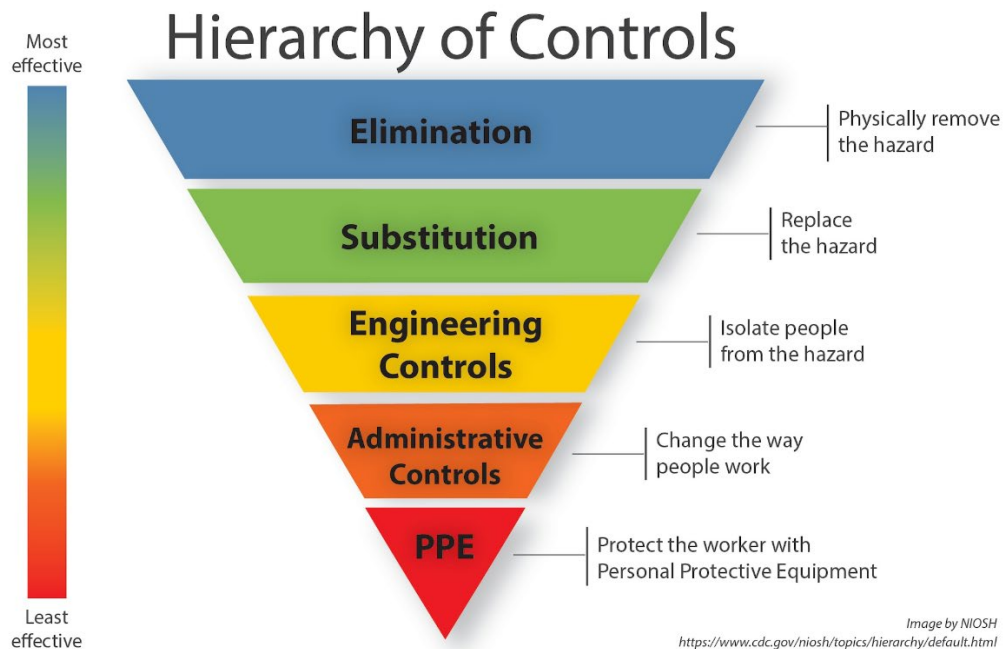 Hierarchy of Controls
Most
effective
Elimination
Physically remove
the hazard
Substitution
Replace
the hazard
Engineering
Controls
Isolate people
from the hazard
Administrative
Controls
Change the way
people work
PPE
Protect the worker with
Personal Protective Equipment
Least
effective
Image by NIOSH
https://www.cdc.gov/niosh/topics/hierarchy/default.html